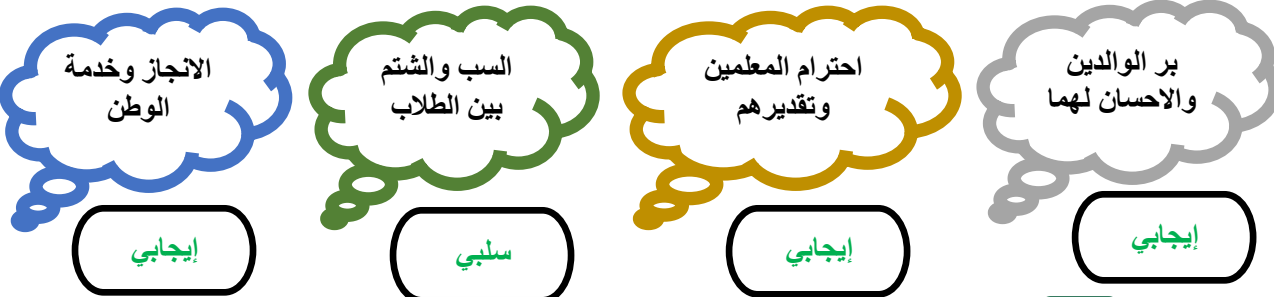 بر الوالدين
والاحسان لهما
إيجابي
احترام المعلمين
وتقديرهم
إيجابي
السب والشتم
بين الطلاب
سلبي
الانجاز وخدمة
الوطن
إيجابي